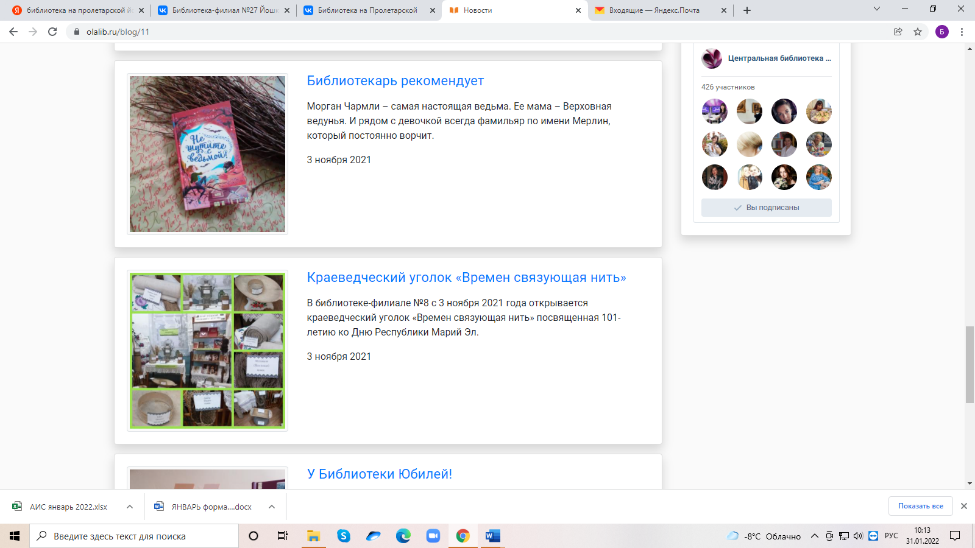 библиотека на пролетарской й
Библиотека-филиал №27 Йошк
Библиотека на Пролетарской
Новости
Входящие — Яндекс.Почта
olalib.ru/blog/11
Б
Библиотекарь рекомендует
Морган Чармли – самая настоящая ведьма. Ее мама – Верховная
ведунья. И рядом с девочкой всегда фамильяр по имени Мерлин,
который постоянно ворчит.
3 ноября 2021
Не
шутите с
ведьмой!
Краеведческий уголок «Времен связующая нить»
В библиотеке-филиале №8 с 3 ноября 2021 года открывается
краеведческий уголок «Времен связующая нить» посвященная 101-
летию ко Дню Республики Марий Эл.
3 ноября 2021
У Библиотеки Юбилей!
Центральная библиотека ...
426 участников
Вы подписаны
АИС январь 2022.xlsx
ЯНВАРЬ форма....docx
Показать все
Введите здесь текст для поиска
-8°C Облачно
РУС
10:13
31.01.2022